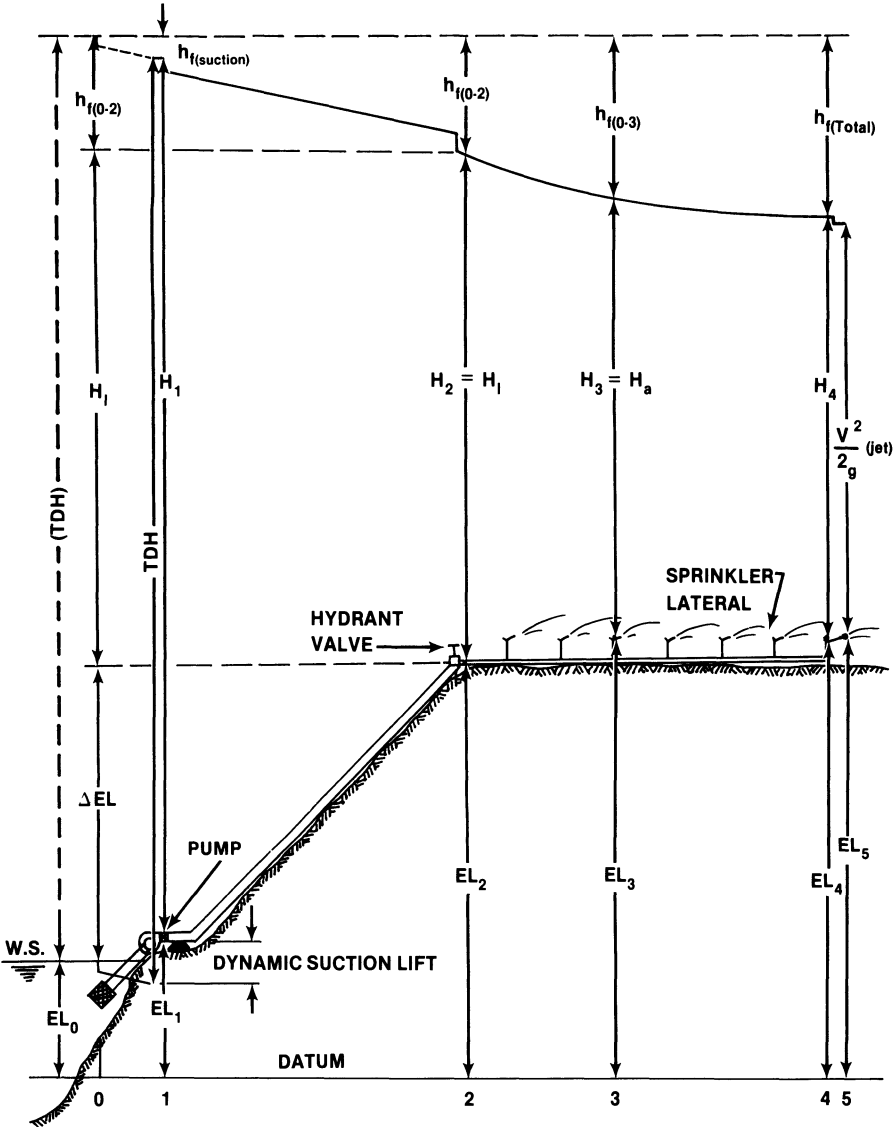 h_f(suction)
h_f(0-2)
h_f(0-2)
h_f(0-3)
h_f(Total)
H_l
H_1
H_2 = H_l
H_3 = H_a
H_4
V^2
2_g
(jet)
(TDH)
TDH
SPRINKLER
LATERAL
HYDRANT
VALVE
ΔEL
PUMP
EL_2
EL_3
EL_4
EL_5
W.S.
DYNAMIC SUCTION LIFT
EL_0
EL_1
DATUM
0 1 2 3 4 5